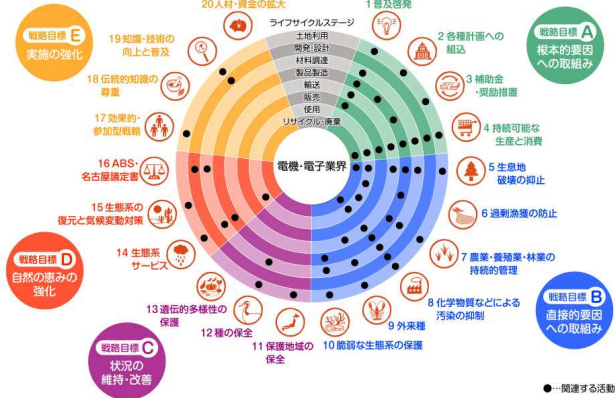 20人材・資金の拡大
1普及啓発
ライフサイクルステージ
土地利用
開発・設計
材料調達
製品製造
輸送
販売
使用
リサイクル・廃棄
電機・電子業界
戦略目標 A
根本的要因
への取組み
2 各種計画への
組込
3 補助金
・奨励措置
4 持続可能な
生産と消費
5 生息地
破壊の抑止
6 過剰漁獲の防止
7 農業・養殖業・林業の
持続的管理
8 化学物質などによる
汚染の抑制
9 外来種
10 脆弱な生態系の保護
戦略目標 B
直接的要因
への取組み
11 保護地域の
保全
12 種の保全
13 遺伝的多様性の
保護
戦略目標 C
状況の
維持・改善
14 生態系
サービス
15 生態系の
復元と気候変動対策
16 ABS・
名古屋議定書
戦略目標 D
自然の恵みの
強化
17 効果的・
参加型戦略
18 伝統的知識の
尊重
19 知識・技術の
向上と普及
戦略目標 E
実施の強化
●…関連する活動